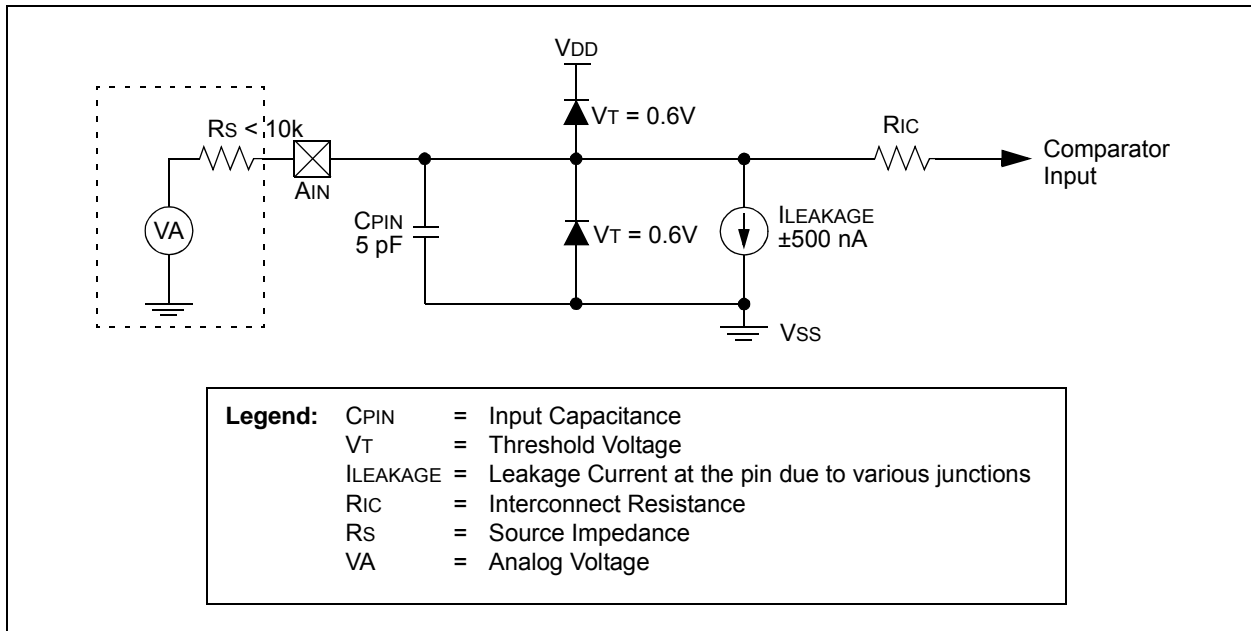 VDD
VT = 0.6V
RS < 10k
RIC
AIN
Comparator
Input
VA
CPIN
5 pF
VT = 0.6V
ILEAKAGE
±500 nA
VSS
Legend: CPIN = Input Capacitance
VT = Threshold Voltage
ILEAKAGE = Leakage Current at the pin due to various junctions
RIC = Interconnect Resistance
RS = Source Impedance
VA = Analog Voltage